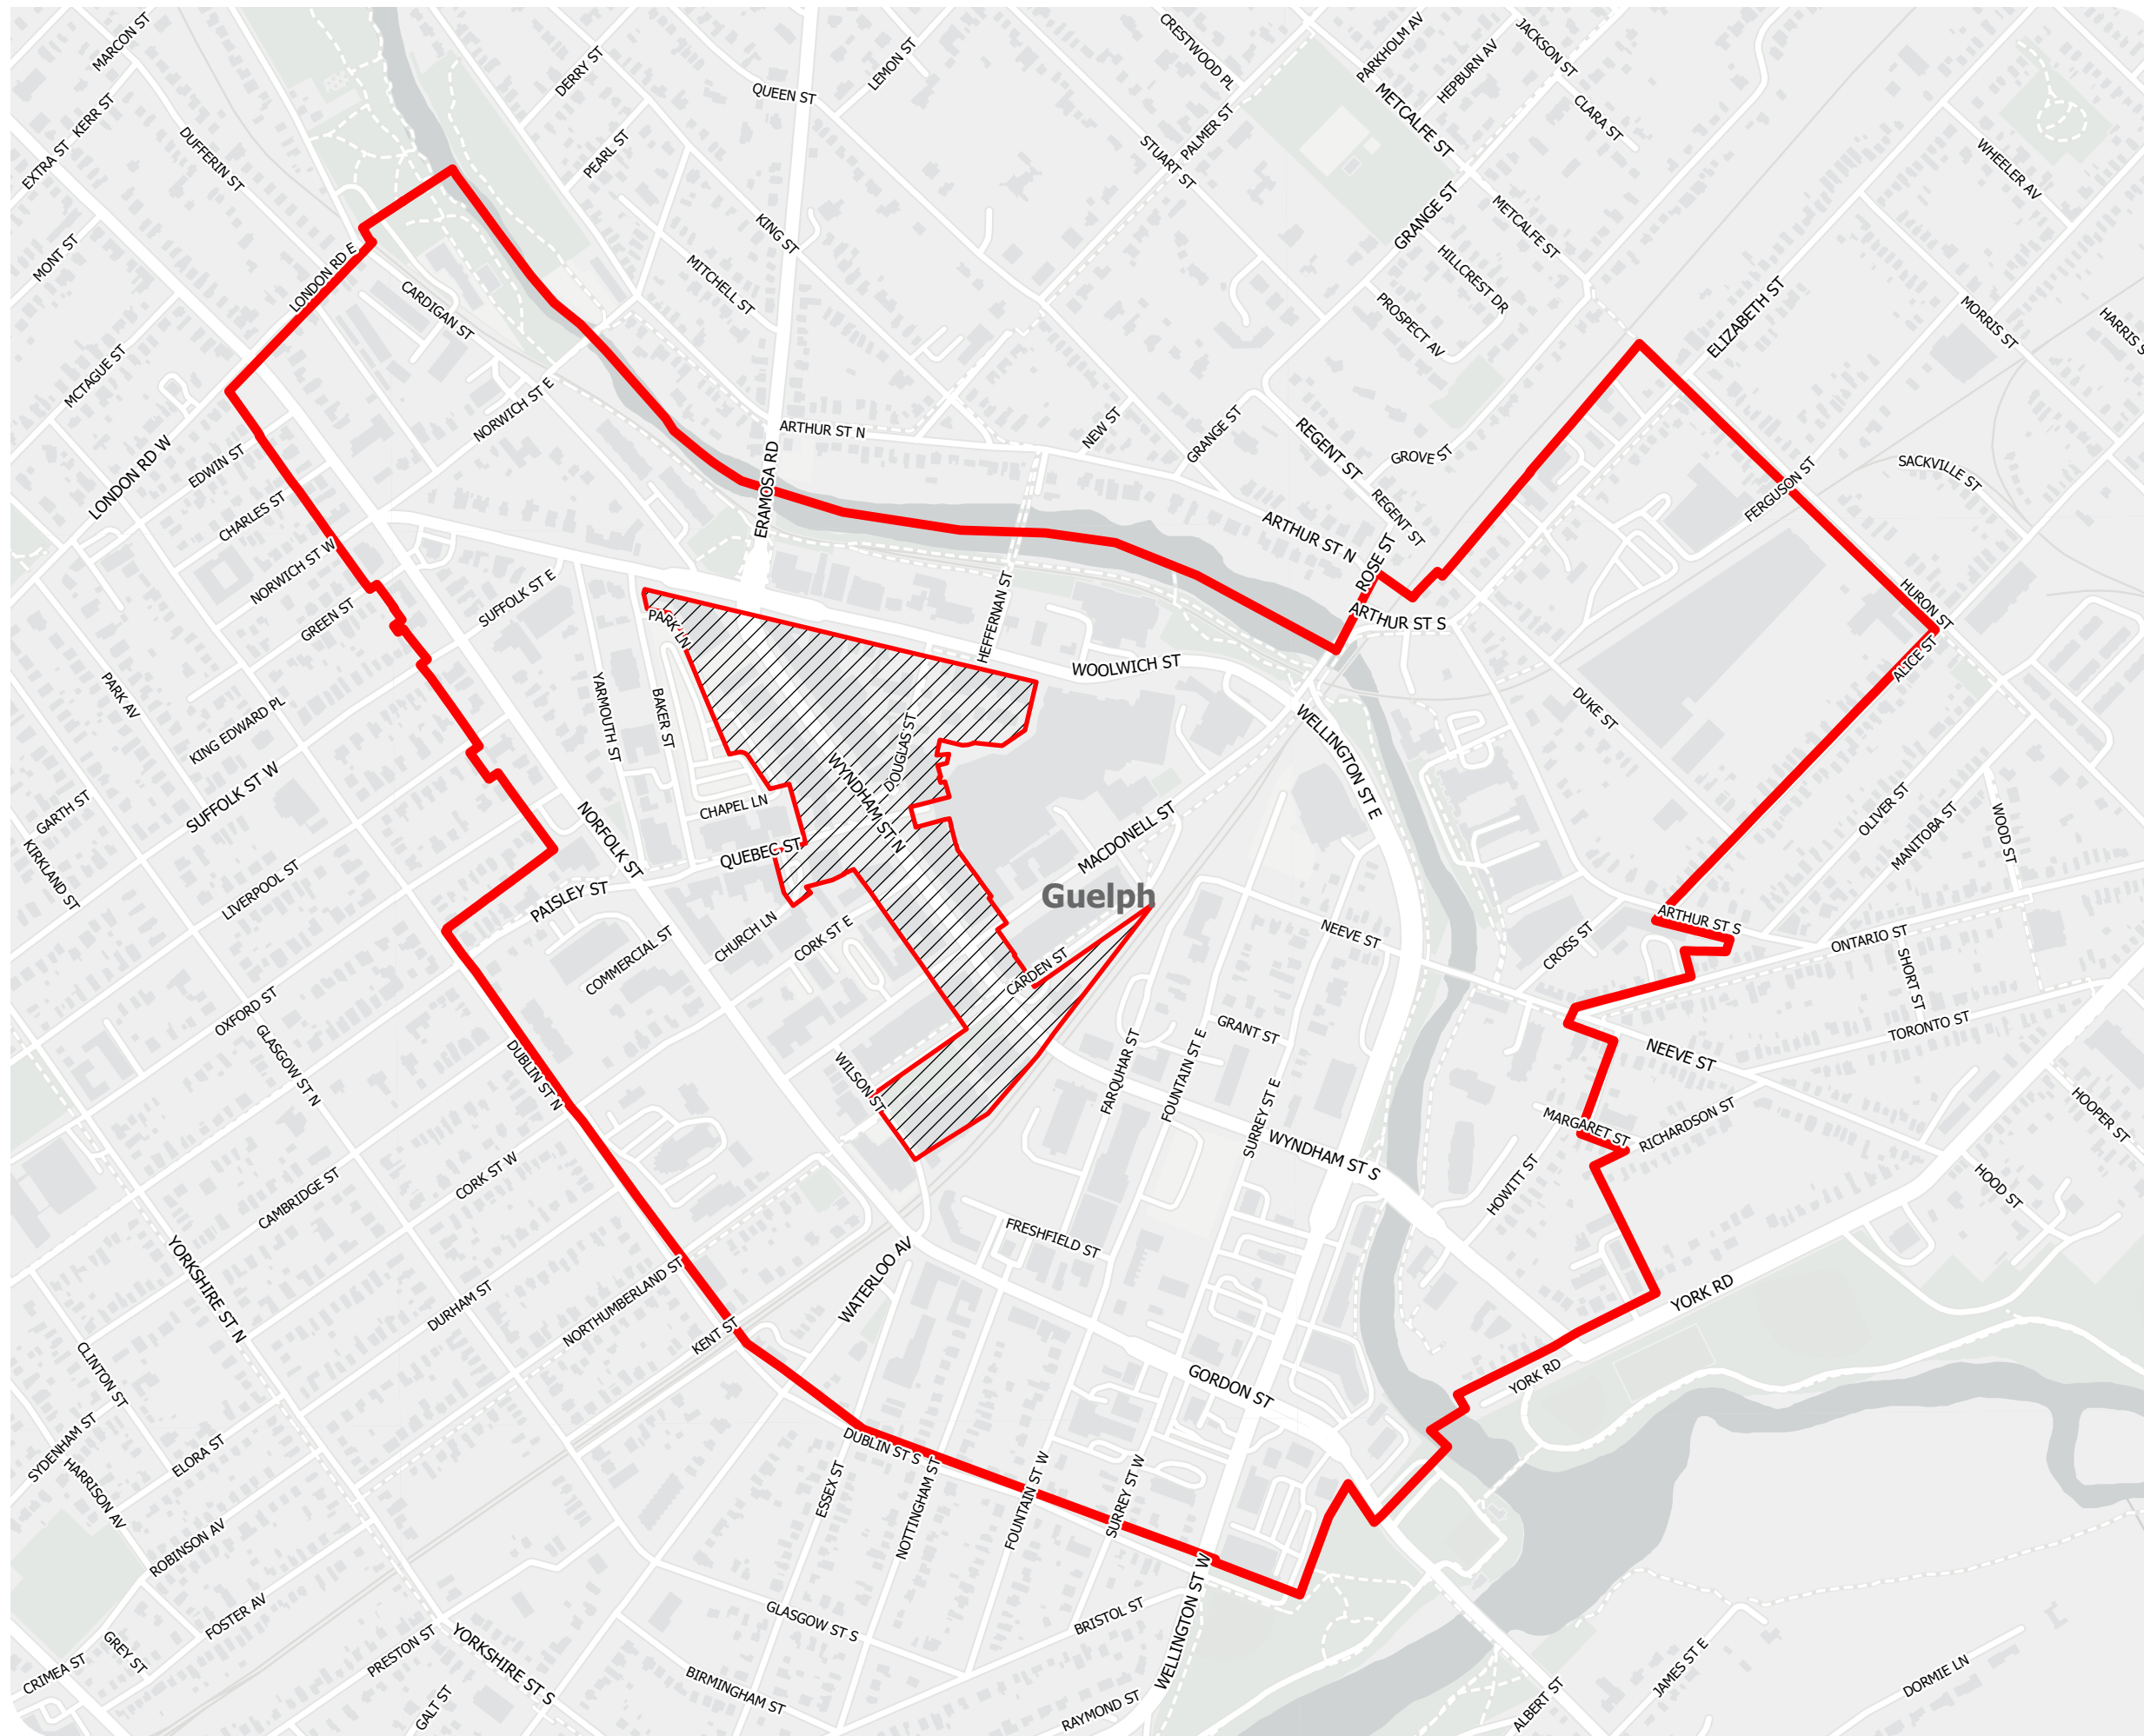 MARCON ST
KERR ST
EXTRA ST
DUFFERIN ST
MONT ST
MCTAGUE ST
LONDON RD E
CARDIGAN ST
DERRY ST
PEARL ST
QUEEN ST
LEMON ST
KING ST
MITCHELL ST
CRESTWOOD PL
PALMER ST
STUART ST
PARKHOLM AV
HEPBURN AV
JACKSON ST
CLARA ST
METCALFE ST
GRANGE ST
METCALFE ST
HILLCREST DR
PROSPECT AV
ELIZABETH ST
WHEELER AV
MORRIS ST
HARRIS S
LONDON RD W
EDWIN ST
CHARLES ST
NORWICH ST E
NORWICH ST W
GREEN ST
SUFFOLK ST E
ERAMOSA RD
ARTHUR ST N
NEW ST
GRANGE ST
REGENT ST
GROVE ST
REGENT ST
ARTHUR ST N
ROSE ST
ARTHUR ST S
FERGUSON ST
SACKVILLE ST
HURON ST
ALICE ST
PARK LN
HEFFERNAN ST
WOOLWICH ST
WELLINGTON ST E
DUKE ST
PARK AV
KING EDWARD PL
SUFFOLK ST W
YARMOUTH ST
BAKER ST
DOUGLAS ST
WYNDHAM ST N
CHAPEL LN
QUEBEC ST
NORFOLK ST
MACDONELL ST
OLIVER ST
MANITOBA ST
WOOD ST
GARTH ST
KIRKLAND ST
LIVERPOOL ST
PAISLEY ST
Guelph
CHURCH LN
CORK ST E
COMMERCIAL ST
CARDEN ST
NEEVE ST
CROSS ST
ARTHUR ST S
ONTARIO ST
SHORT ST
TORONTO ST
OXFORD ST
GLASGOW ST N
DUBLIN ST N
WILSON ST
FARQUHAR ST
FOUNTAIN ST E
GRANT ST
SURREY ST E
NEEVE ST
MARGARET ST
RICHARDSON ST
HOOPER ST
HOOD ST
CAMBRIDGE ST
CORK ST W
WYNDHAM ST S
HOWITT ST
YORKSHIRE ST N
DURHAM ST
NORTHUMBERLAND ST
KENT ST
WATERLOO AV
FRESHFIELD ST
GORDON ST
YORK RD
YORK RD
CLINTON ST
SYDENHAM ST
HARRISON AV
ELORA ST
ROBINSON AV
DUBLIN ST S
ESSEX ST
NOTTINGHAM ST
FOUNTAIN ST W
SURREY ST W
WELLINGTON ST W
FOSTER AV
GREY ST
CRIMEA ST
PRESTON ST
YORKSHIRE ST S
GALT ST
GLASGOW ST S
BIRMINGHAM ST
BRISTOL ST
RAYMOND ST
ALBERT ST
JAMES ST E
DORMIE LN